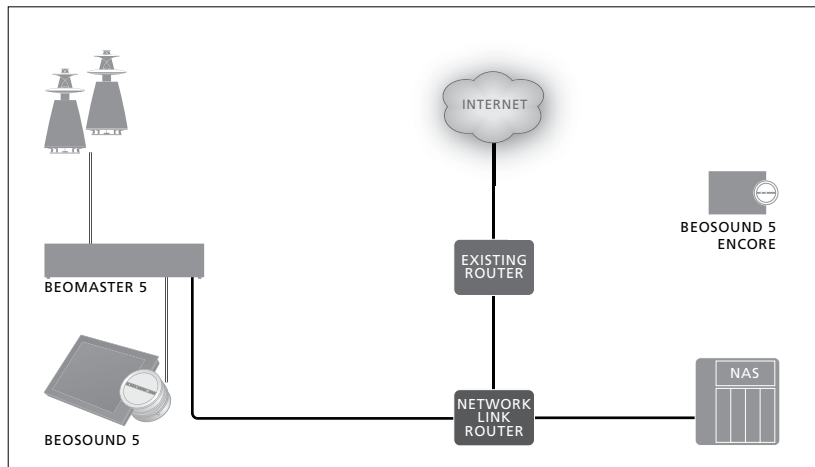 INTERNET
BEOSOUND 5
ENCORE
EXISTING
ROUTER
BEOMASTER 5
NAS
NETWORK
LINK
ROUTER
BEOSOUND 5